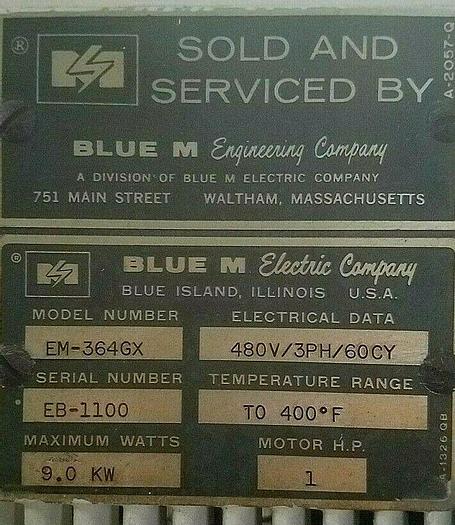 ®
SOLD AND
SERVICED BY
A-2057-Q
BLUE M Engineering Company
A DIVISION OF BLUE M ELECTRIC COMPANY
751 MAIN STREET WALTHAM, MASSACHUSETTS
®
BLUE M Electric Company
BLUE ISLAND, ILLINOIS U.S.A.
MODEL NUMBER ELECTRICAL DATA
EM-364GX 480V/3PH/60CY
SERIAL NUMBER TEMPERATURE RANGE
EB-1100 TO 400°F
MAXIMUM WATTS MOTOR H.P.
9.0 KW 1
A-1326QB